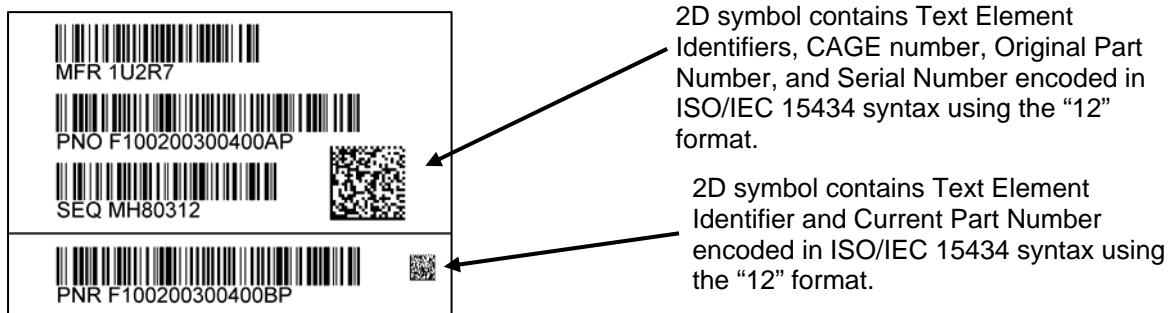 MFR 1U2R7
PNO F100200300400AP
SEQ MH80312
PNR F100200300400BP
2D symbol contains Text Element
Identifiers, CAGE number, Original Part
Number, and Serial Number encoded in
ISO/IEC 15434 syntax using the “12”
format.
2D symbol contains Text Element
Identifier and Current Part Number
encoded in ISO/IEC 15434 syntax using
the “12” format.